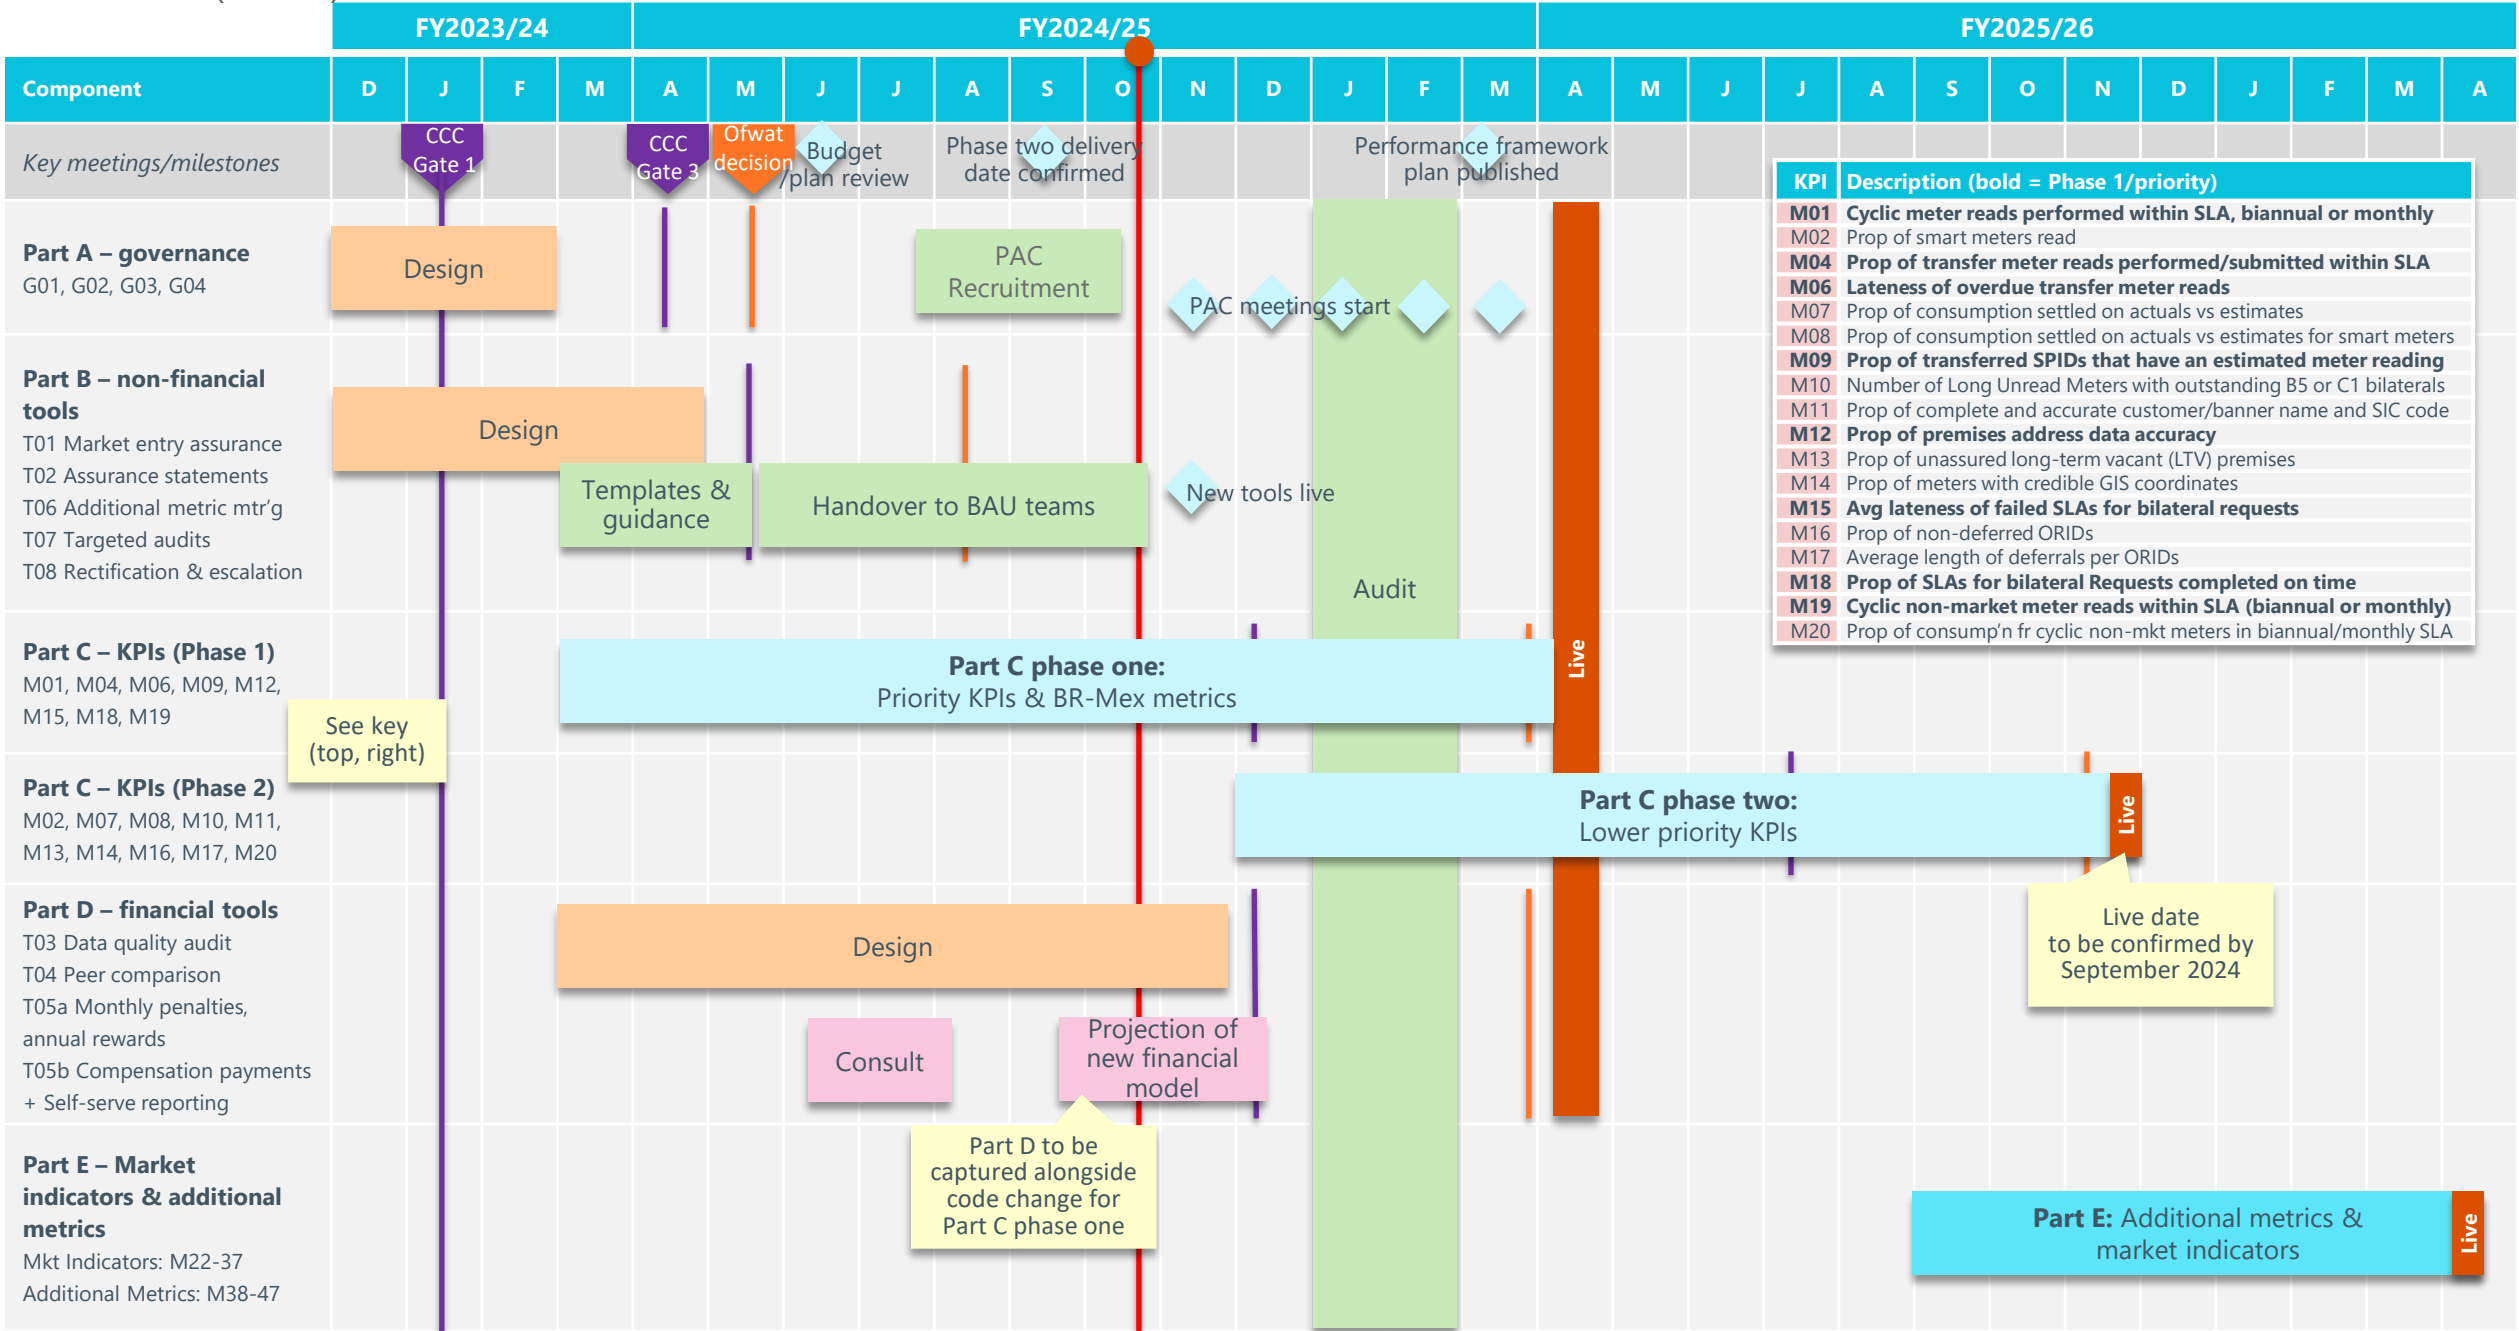 FY2023/24
FY2024/25
FY2025/26
Component
D
J
F
M
A
M
J
J
A
S
O
N
D
J
F
M
A
M
J
J
A
S
O
N
D
J
F
M
A
Key meetings/milestones
CCC
Gate 1
CCC
Gate 3
Ofwat
decision
Budget
/plan review
Phase two delivery
date confirmed
Performance framework
plan published
KPI Description (bold = Phase 1/priority)
M01 Cyclic meter reads performed within SLA, biannual or monthly
M02 Prop of smart meters read
M04 Prop of transfer meter reads performed/submitted within SLA
M06 Lateness of overdue transfer meter reads
M07 Prop of consumption settled on actuals vs estimates
M08 Prop of consumption settled on actuals vs estimates for smart meters
M09 Prop of transferred SPIDs that have an estimated meter reading
M10 Number of Long Unread Meters with outstanding B5 or C1 bilaterals
M11 Prop of complete and accurate customer/banner name and SIC code
M12 Prop of premises address data accuracy
M13 Prop of unassured long-term vacant (LTV) premises
M14 Prop of meters with credible GIS coordinates
M15 Avg lateness of failed SLAs for bilateral requests
M16 Prop of non-deferred ORIDs
M17 Average length of deferrals per ORIDs
M18 Prop of SLAs for bilateral Requests completed on time
M19 Cyclic non-market meter reads within SLA (biannual or monthly)
M20 Prop of consump'n fr cyclic non-mkt meters in biannual/monthly SLA
Part A – governance
G01, G02, G03, G04
Design
PAC
Recruitment
PAC meetings start
Part B – non-financial
tools
T01 Market entry assurance
T02 Assurance statements
T06 Additional metric mtr'g
T07 Targeted audits
T08 Rectification & escalation
Design
Templates &
guidance
Handover to BAU teams
New tools live
Audit
Live
Part C – KPIs (Phase 1)
M01, M04, M06, M09, M12,
M15, M18, M19
Part C phase one:
Priority KPIs & BR-Mex metrics
See key
(top, right)
Part C – KPIs (Phase 2)
M02, M07, M08, M10, M11,
M13, M14, M16, M17, M20
Part C phase two:
Lower priority KPIs
Live
Live date
to be confirmed by
September 2024
Part D – financial tools
T03 Data quality audit
T04 Peer comparison
T05a Monthly penalties,
annual rewards
T05b Compensation payments
+ Self-serve reporting
Design
Consult
Projection of
new financial
model
Part D to be
captured alongside
code change for
Part C phase one
Part E – Market
indicators & additional
metrics
Mkt Indicators: M22-37
Additional Metrics: M38-47
Part E: Additional metrics &
market indicators
Live